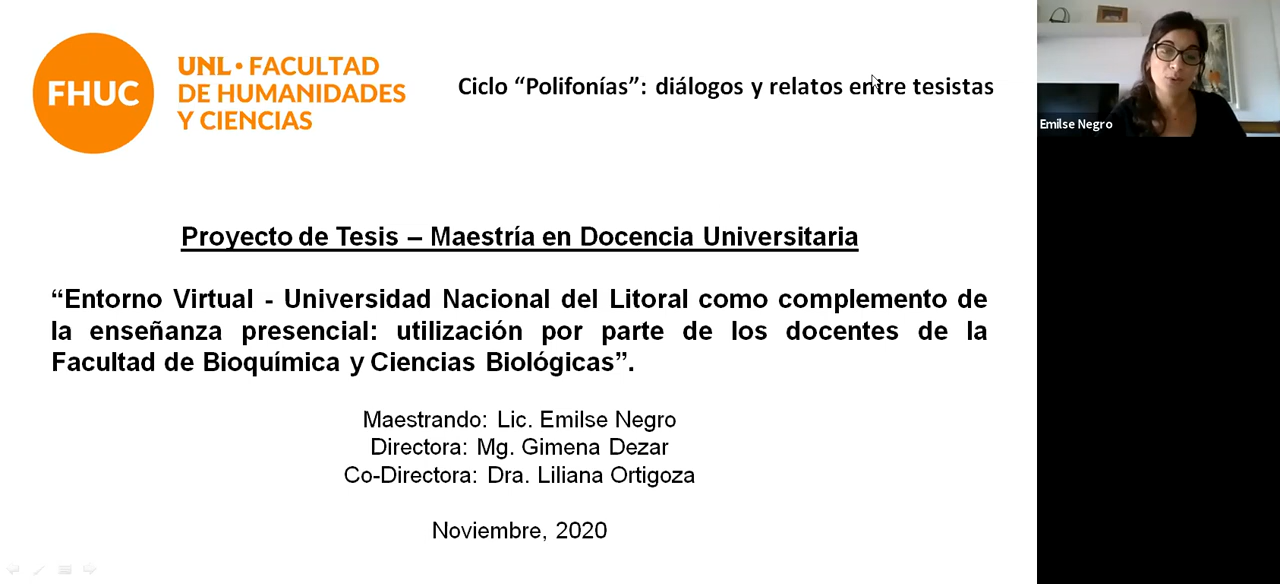 FHUC
UNL • FACULTAD
DE HUMANIDADES
Y CIENCIAS
Ciclo “Polifonías”: diálogos y relatos entre tesistas
Emilse Negro
Proyecto de Tesis – Maestría en Docencia Universitaria
“Entorno Virtual - Universidad Nacional del Litoral como complemento de
la enseñanza presencial: utilización por parte de los docentes de la
Facultad de Bioquímica y Ciencias Biológicas”.
Maestrando: Lic. Emilse Negro
Directora: Mg. Gimena Dezar
Co-Directora: Dra. Liliana Ortigoza
Noviembre, 2020